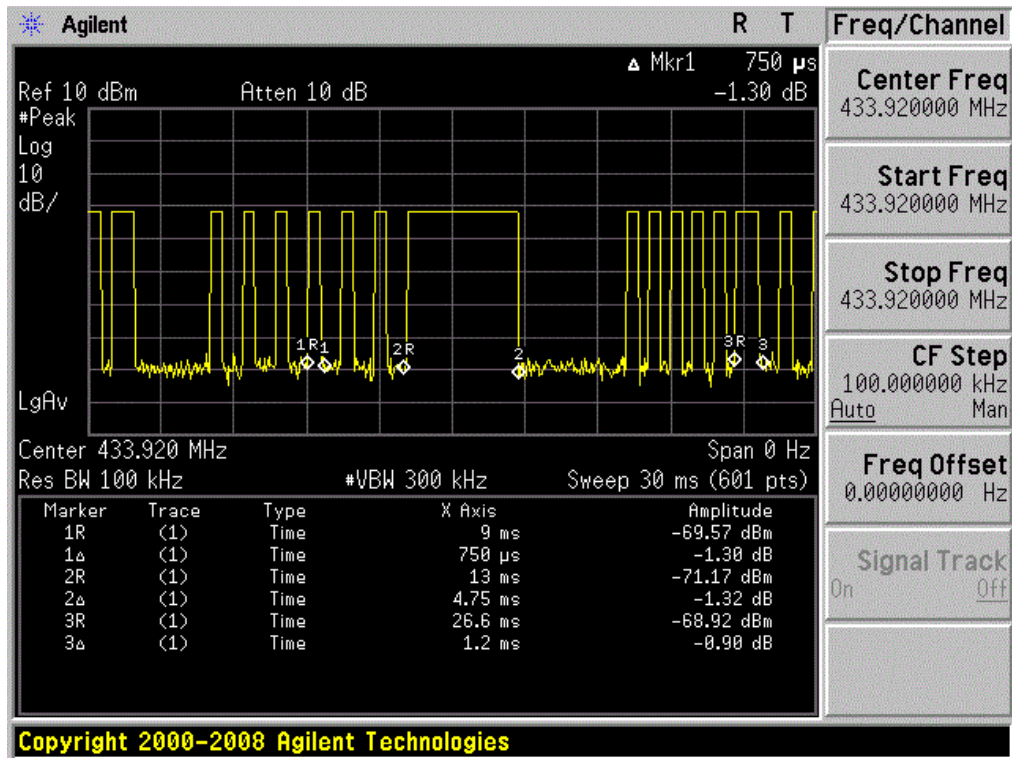 Agilent
R T
Freq/Channel
Δ Mkr1 750 µs
Ref 10 dBm Atten 10 dB -1.30 dB
#Peak
Log
10
dB/
1R 1 2R 2 3R 3
LgAv
Center 433.920 MHz Span 0 Hz
Res BW 100 kHz #VBW 300 kHz Sweep 30 ms (601 pts)
Marker Trace Type X Axis Amplitude
1R (1) Time 9 ms -69.57 dBm
1Δ (1) Time 750 µs -1.30 dB
2R (1) Time 13 ms -71.17 dBm
2Δ (1) Time 4.75 ms -1.32 dB
3R (1) Time 26.6 ms -68.92 dBm
3Δ (1) Time 1.2 ms -0.90 dB
Center Freq
433.920000 MHz
Start Freq
433.920000 MHz
Stop Freq
433.920000 MHz
CF Step
100.000000 kHz
Auto Man
Freq Offset
0.00000000 Hz
Signal Track
On Off
Copyright 2000-2008 Agilent Technologies